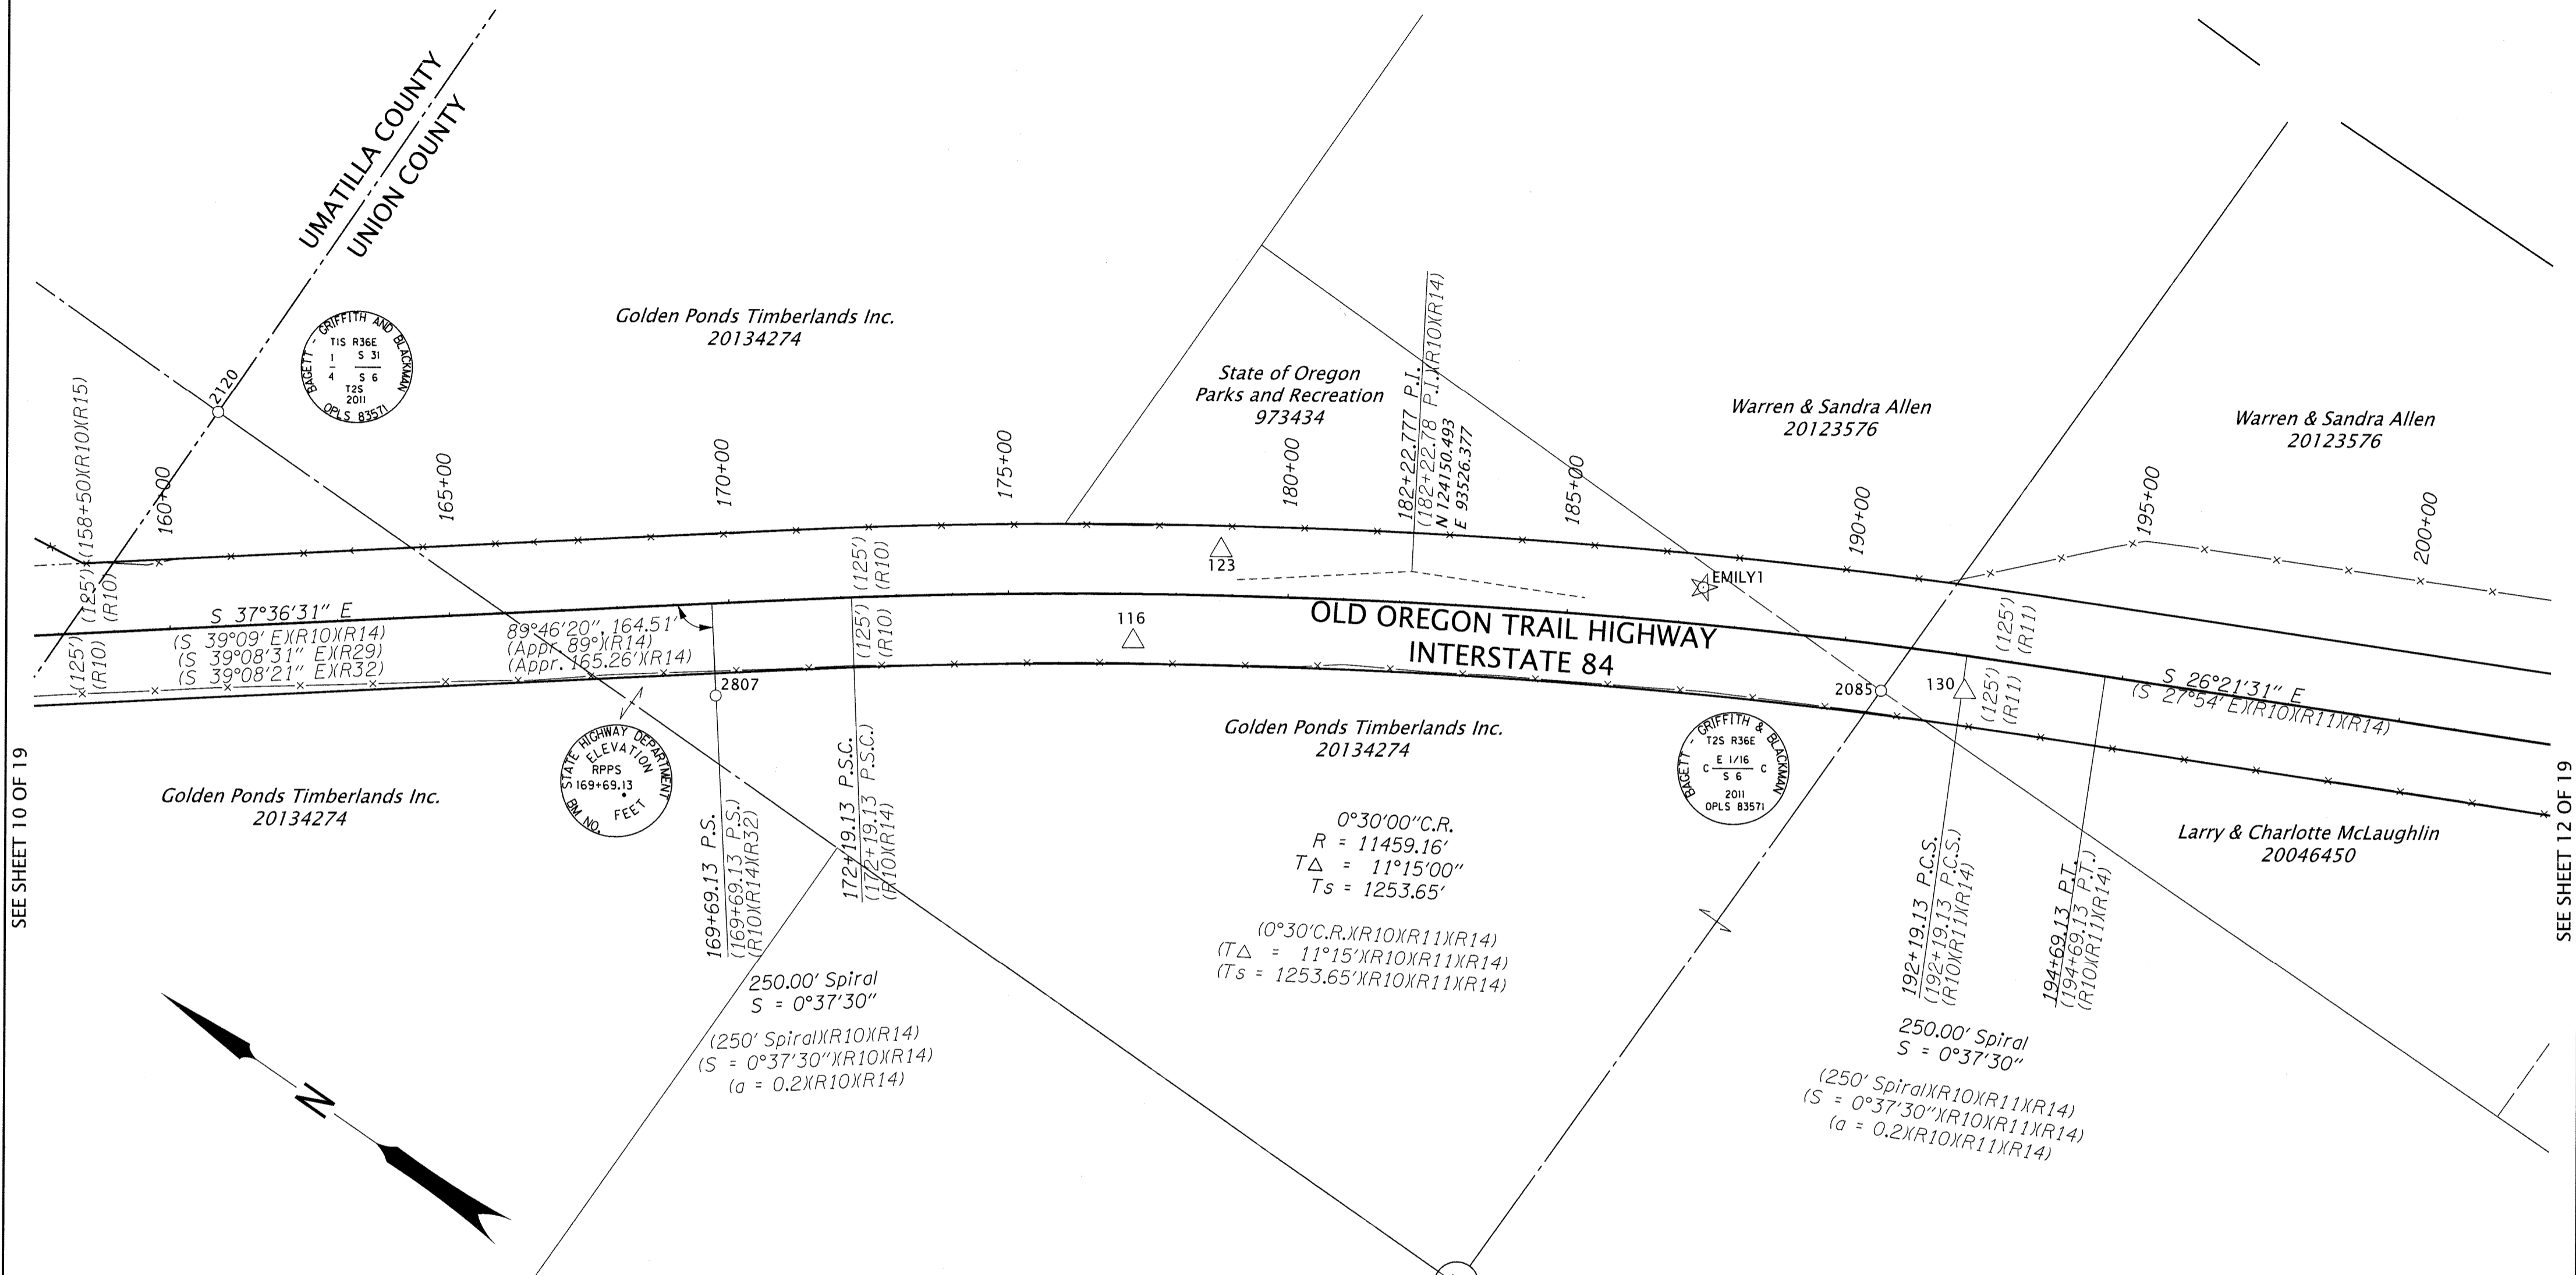 UMATILLA COUNTY
UNION COUNTY
2120
BAGETT - GRIFFITH AND BLACKMAN
T1S R36E
1 S 31
4 S 6
T2S
2011
OPLS 83571
Golden Ponds Timberlands Inc.
20134274
State of Oregon
Parks and Recreation
973434
182+22.777 P.I.
(182+22.78 P.I.)(R10)(R14)
N 124150.493
E 93526.377
Warren & Sandra Allen
20123576
Warren & Sandra Allen
20123576
(158+50)(R10)(R15)
160+00
165+00
170+00
175+00
180+00
185+00
190+00
195+00
200+00
(125')
(R10)
(125')
(R10)
(125')
(R10)
(125')
(R10)
123
116
EMILY1
S 37°36'31" E
(S 39°09' E)(R10)(R14)
(S 39°08'31" E)(R29)
(S 39°08'21" E)(R32)
89°46'20", 164.51'
(Appr. 89°)(R14)
(Appr. 165.26')(R14)
OLD OREGON TRAIL HIGHWAY
INTERSTATE 84
(125')
(R11)
(125')
(R11)
2807
2085
130
S 26°21'31" E
(S 27°54' E)(R10)(R11)(R14)
STATE HIGHWAY DEPARTMENT
ELEVATION
RPPS
169+69.13
FEET
BM NO.
BAGETT - GRIFFITH & BLACKMAN
T2S R36E
C E 1/16 C
S 6
2011
OPLS 83571
Golden Ponds Timberlands Inc.
20134274
Golden Ponds Timberlands Inc.
20134274
Larry & Charlotte McLaughlin
20046450
SEE SHEET 10 OF 19
SEE SHEET 12 OF 19
169+69.13 P.S.
(169+69.13 P.S.)
(R10)(R14)(R32)
172+19.13 P.S.C.
(172+19.13 P.S.C.)
(R10)(R14)
0°30'00"C.R.
R = 11459.16'
T△ = 11°15'00"
Ts = 1253.65'
(0°30'C.R.)(R10)(R11)(R14)
(T△ = 11°15')(R10)(R11)(R14)
(Ts = 1253.65')(R10)(R11)(R14)
192+19.13 P.C.S.
(192+19.13 P.C.S.)
(R10)(R11)(R14)
194+69.13 P.T.
(194+69.13 P.T.)
(R10)(R11)(R14)
250.00' Spiral
S = 0°37'30"
(250' Spiral)(R10)(R14)
(S = 0°37'30")(R10)(R14)
(a = 0.2)(R10)(R14)
250.00' Spiral
S = 0°37'30"
(250' Spiral)(R10)(R11)(R14)
(S = 0°37'30")(R10)(R11)(R14)
(a = 0.2)(R10)(R11)(R14)
N